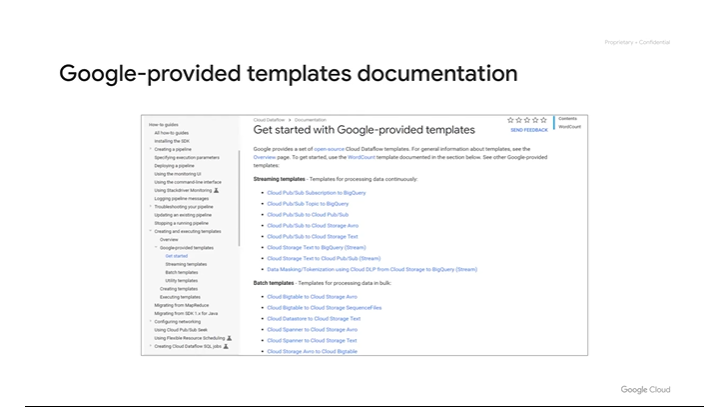 Proprietary + Confidential
Google-provided templates documentation
How-to guides
All how-to guides
Installing the SDK
Creating a pipeline
Specifying execution parameters
Deploying a pipeline
Using the monitoring UI
Using the command-line interface
Using Stackdriver Monitoring
Logging pipeline messages
Troubleshooting your pipeline
Updating an existing pipeline
Stopping a running pipeline
Creating and executing templates
Overview
Google-provided templates
Get started
Streaming templates
Batch templates
Utility templates
Creating templates
Executing templates
Migrating from MapReduce
Migrating from SDK 1.x for Java
Configuring networking
Using Cloud Pub/Sub Seek
Using Flexible Resource Scheduling
Creating Cloud Dataflow SQL jobs
Cloud Dataflow > Documentation
Get started with Google-provided templates
SEND FEEDBACK
Google provides a set of open-source Cloud Dataflow templates. For general information about templates, see the
Overview page. To get started, use the WordCount template documented in the section below. See other Google-provided
templates:
Streaming templates - Templates for processing data continuously:
• Cloud Pub/Sub Subscription to BigQuery
• Cloud Pub/Sub Topic to BigQuery
• Cloud Pub/Sub to Cloud Pub/Sub
• Cloud Pub/Sub to Cloud Storage Avro
• Cloud Pub/Sub to Cloud Storage Text
• Cloud Storage Text to BigQuery (Stream)
• Cloud Storage Text to Cloud Pub/Sub (Stream)
• Data Masking/Tokenization using Cloud DLP from Cloud Storage to BigQuery (Stream)
Batch templates - Templates for processing data in bulk:
• Cloud Bigtable to Cloud Storage Avro
• Cloud Bigtable to Cloud Storage SequenceFiles
• Cloud Datastore to Cloud Storage Text
• Cloud Spanner to Cloud Storage Avro
• Cloud Spanner to Cloud Storage Text
• Cloud Storage Avro to Cloud Bigtable
Contents
WordCount
Google Cloud